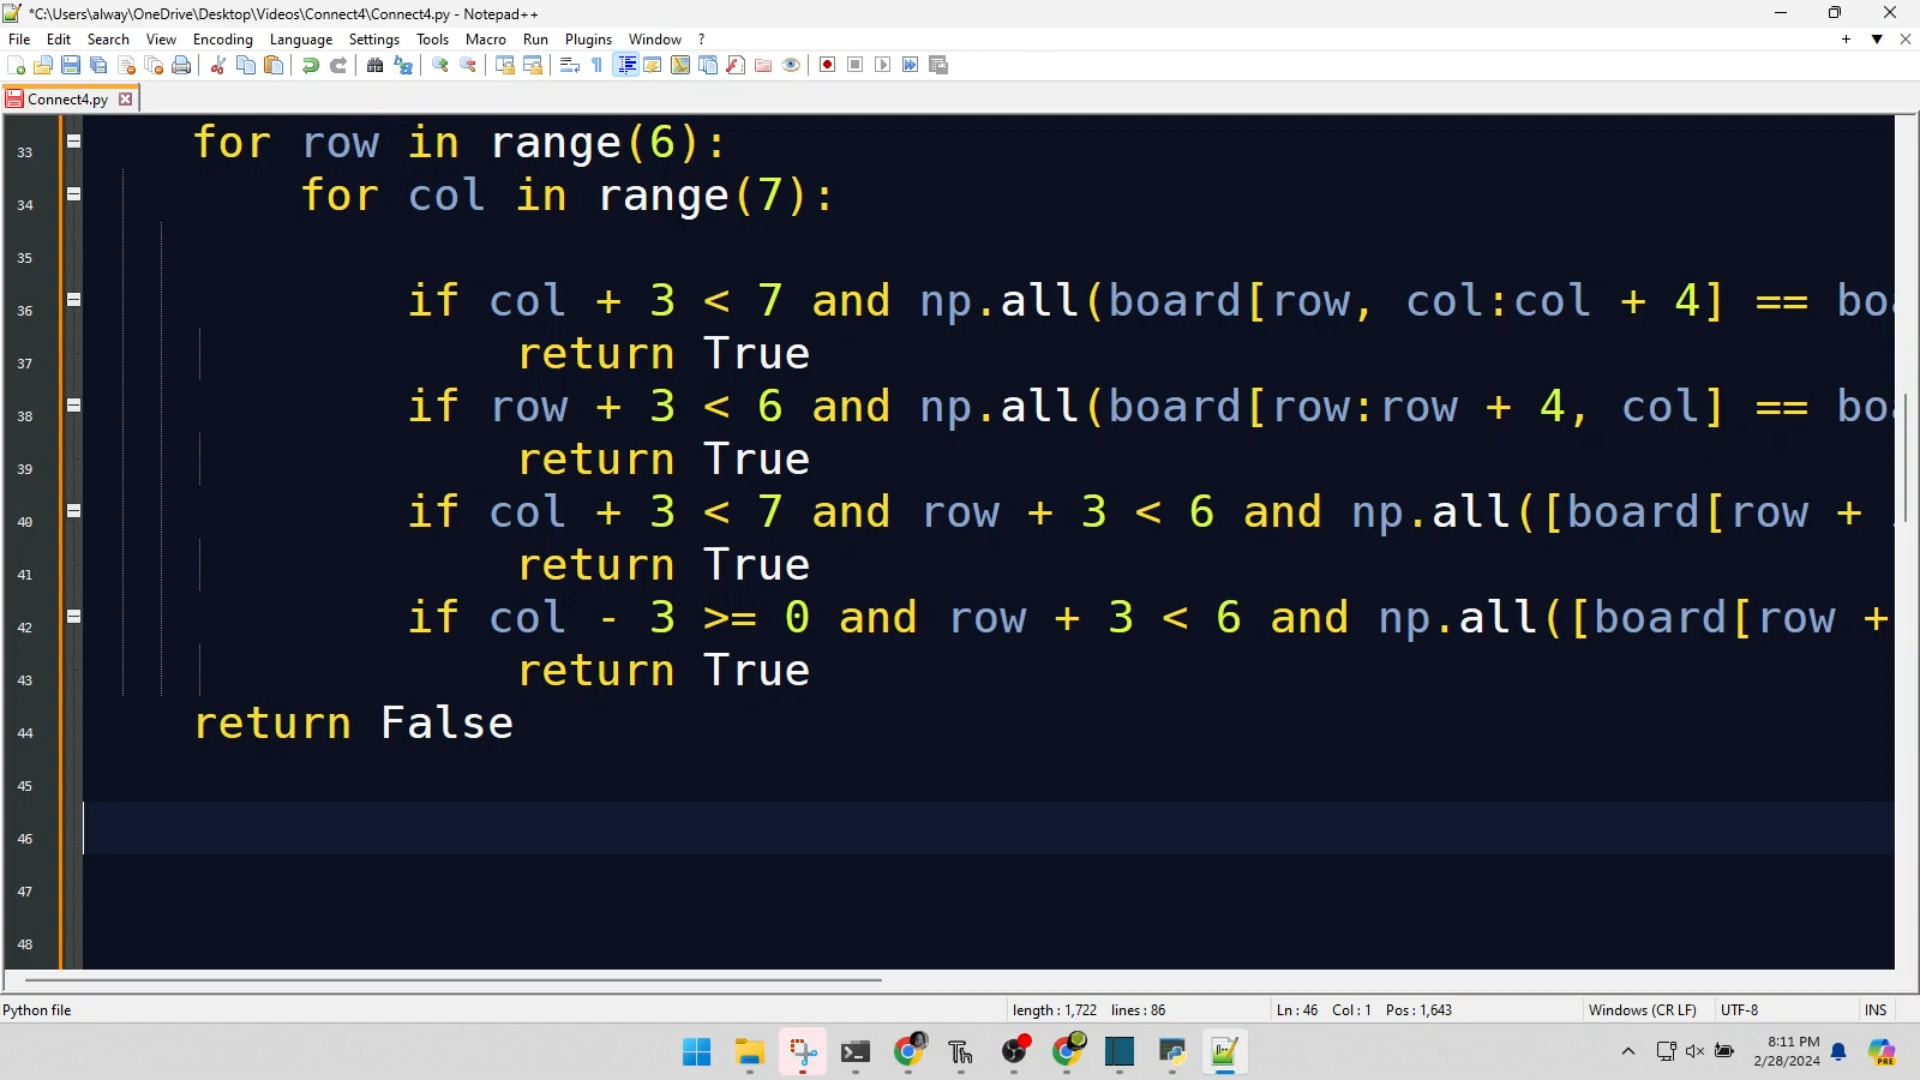 *C:\Users\alway\OneDrive\Desktop\Videos\Connect4\Connect4.py - Notepad++
File Edit Search View Encoding Language Settings Tools Macro Run Plugins Window ?
Connect4.py
33 for row in range(6):
34 for col in range(7):
35
36 if col + 3 < 7 and np.all(board[row, col:col + 4] ==
37 return True
38 if row + 3 < 6 and np.all(board[row:row + 4, col] ==
39 return True
40 if col + 3 < 7 and row + 3 < 6 and np.all([board[row +
41 return True
42 if col - 3 >= 0 and row + 3 < 6 and np.all([board[row +
43 return True
44 return False
45
46
47
48
Python file length : 1,722 lines : 86 Ln : 46 Col : 1 Pos : 1,643 Windows (CR LF) UTF-8 INS
8:11 PM
2/28/2024
PRE